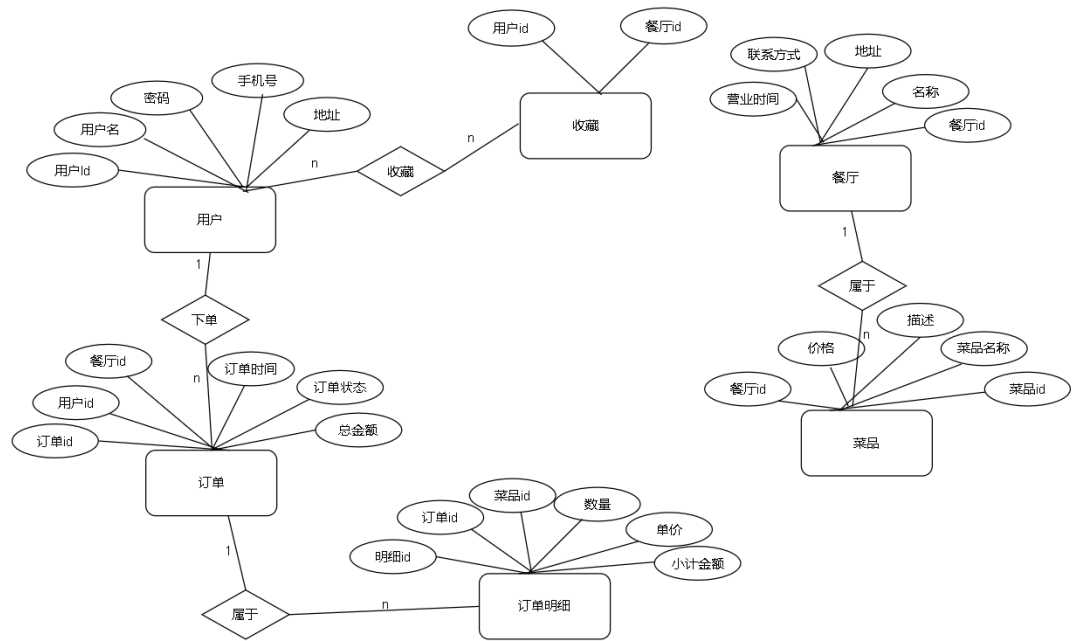 用户id
餐厅id
收藏
n
收藏
n
手机号
密码
地址
用户名
用户Id
用户
1
下单
n
餐厅id
订单时间
用户id
订单状态
订单id
总金额
订单
1
属于
n
菜品id
数量
订单id
单价
明细id
小计金额
订单明细
联系方式
地址
营业时间
名称
餐厅id
餐厅
1
属于
n
描述
价格
菜品名称
餐厅id
菜品id
菜品